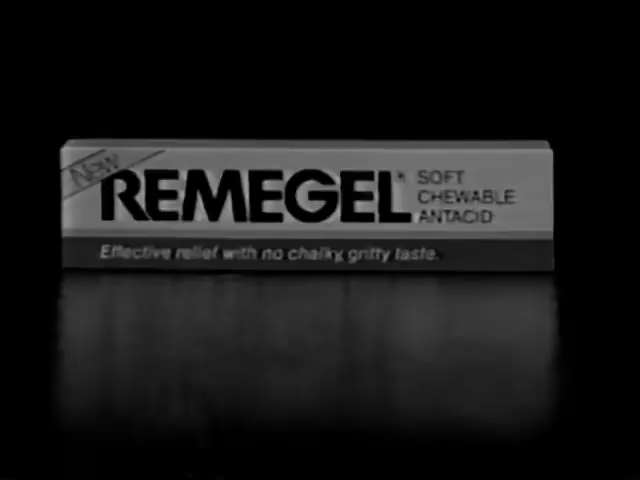 New
REMEGEL
SOFT
CHEWABLE
ANTACID
Effective relief with no chalky, gritty taste.